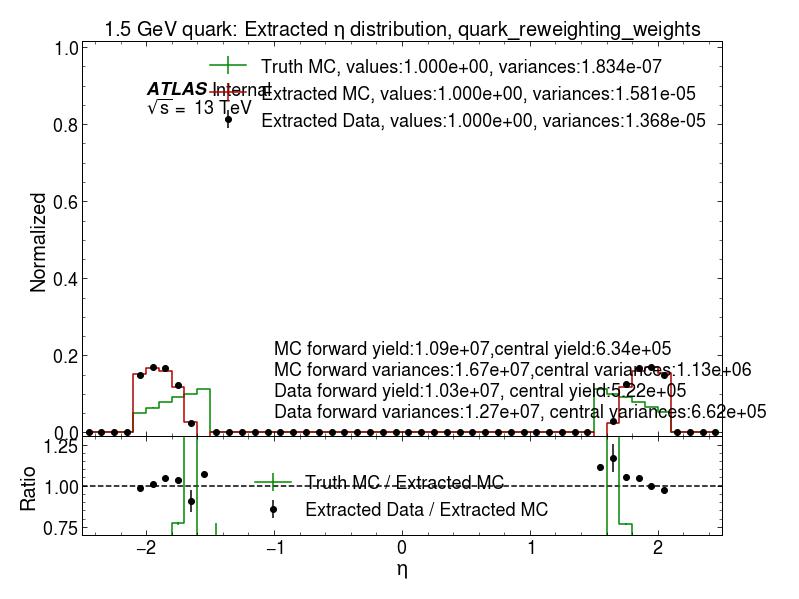 1.5 GeV quark: Extracted η distribution, quark_reweighting_weights
Truth MC, values:1.000e+00, variances:1.834e-07
ATLAS Internal
Extracted MC, values:1.000e+00, variances:1.581e-05
√s = 13 TeV
Extracted Data, values:1.000e+00, variances:1.368e-05
1.0
0.8
0.6
0.4
0.2
0.0
Normalized
MC forward yield:1.09e+07,central yield:6.34e+05
MC forward variances:1.67e+07,central variances:1.13e+06
Data forward yield:1.03e+07, central yield:5.22e+05
Data forward variances:1.27e+07, central variances:6.62e+05
1.25
1.00
0.75
Ratio
Truth MC / Extracted MC
Extracted Data / Extracted MC
−2 −1 0 1 2
η